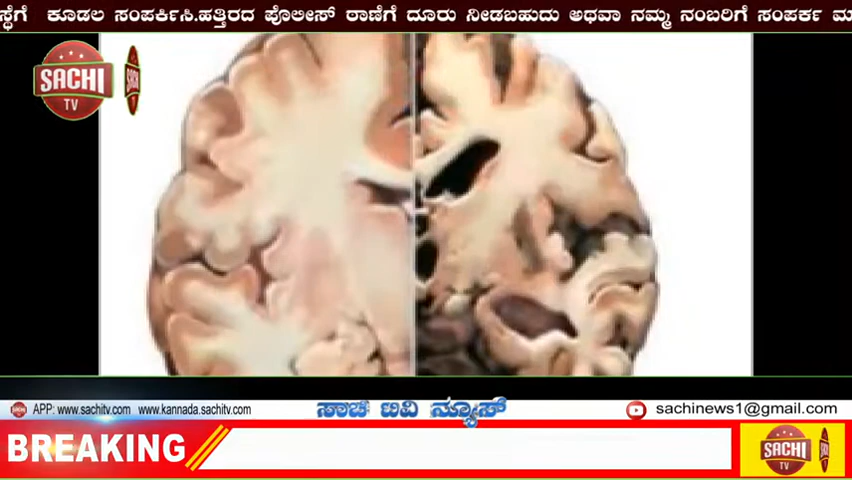 ಸ್ಥೆಗೆ ಕೂಡಲ ಸಂಪರ್ಕಿಸಿ.ಹತ್ತಿರದ ಪೊಲೀಸ್ ಠಾಣೆಗೆ ದೂರು ನೀಡಬಹುದು ಅಥವಾ ನಮ್ಮ ನಂಬರಿಗೆ ಸಂಪರ್ಕ
SACHI
TV
SACHI
APP: www.sachitv.com www.kannada.sachitv.com
ಸಾಚಿ ಟಿವಿ ನ್ಯೂಸ್
sachinews1@gmail.com
BREAKING
SACHI
TV